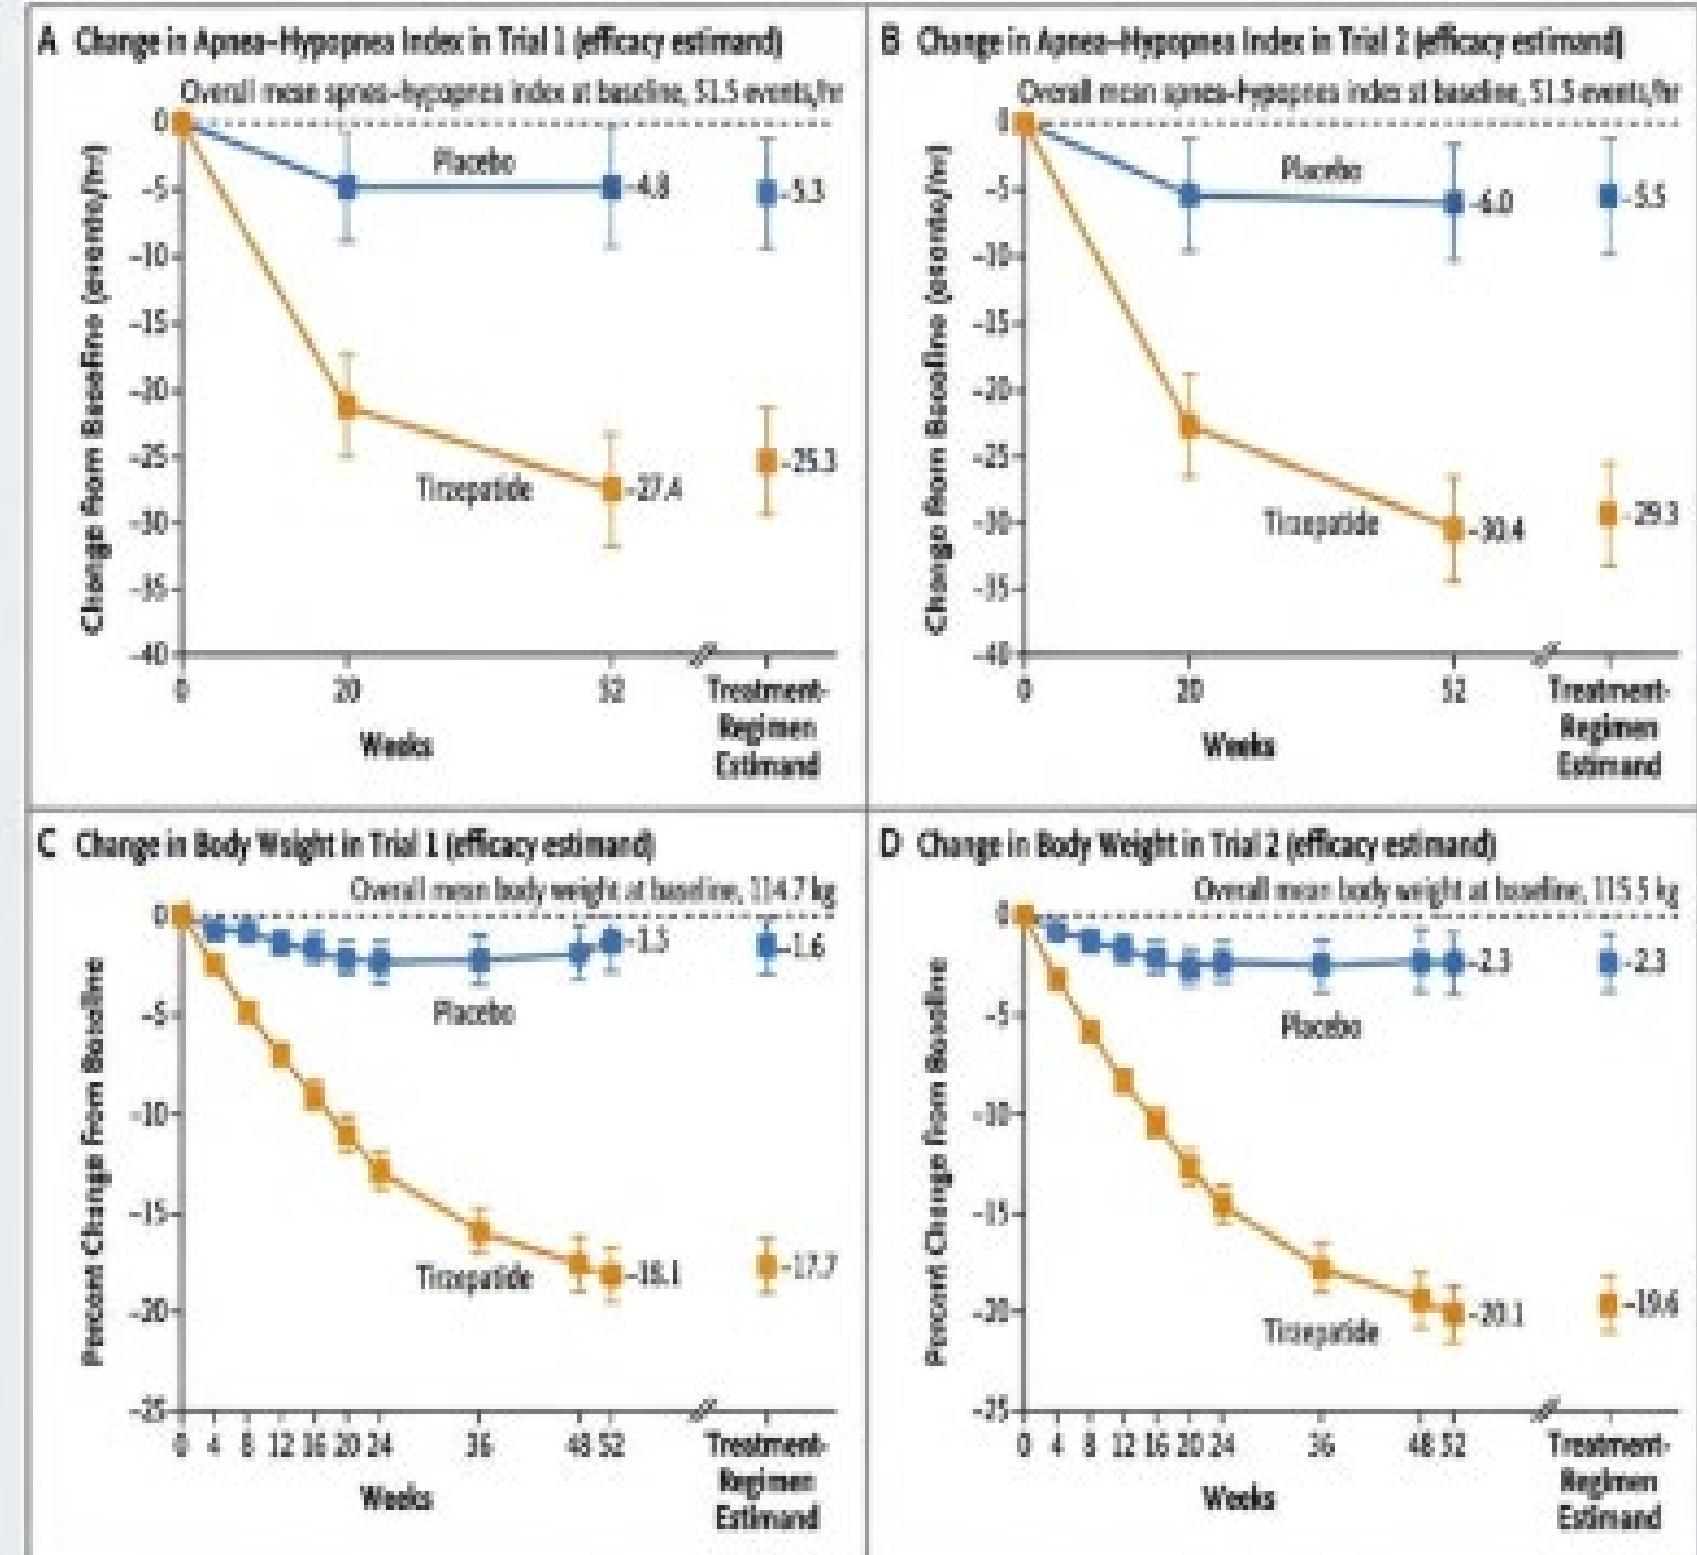 A Change in Apnea–Hypopnea Index in Trial 1 (efficacy estimand)
Overall mean apnea–hypopnea index at baseline, 51.5 events/hr
Change from Baseline (events/hr)
0
–5
–10
–15
–20
–25
–30
–35
–40
Placebo
–4.8
–5.3
Tirzepatide
–27.4
–25.3
0 20 52
Weeks
Treatment-
Regimen
Estimand
B Change in Apnea–Hypopnea Index in Trial 2 (efficacy estimand)
Overall mean apnea–hypopnea index at baseline, 51.5 events/hr
Change from Baseline (events/hr)
0
–5
–10
–15
–20
–25
–30
–35
–40
Placebo
–6.0
–5.5
Tirzepatide
–30.4
–29.3
0 20 52
Weeks
Treatment-
Regimen
Estimand
C Change in Body Weight in Trial 1 (efficacy estimand)
Overall mean body weight at baseline, 114.7 kg
Percent Change from Baseline
0
–5
–10
–15
–20
–25
–1.3
–1.6
Placebo
Tirzepatide
–18.1
–17.7
0 4 8 12 16 20 24 36 48 52
Weeks
Treatment-
Regimen
Estimand
D Change in Body Weight in Trial 2 (efficacy estimand)
Overall mean body weight at baseline, 115.5 kg
Percent Change from Baseline
0
–5
–10
–15
–20
–25
–2.3
–2.3
Placebo
Tirzepatide
–20.1
–19.6
0 4 8 12 16 20 24 36 48 52
Weeks
Treatment-
Regimen
Estimand